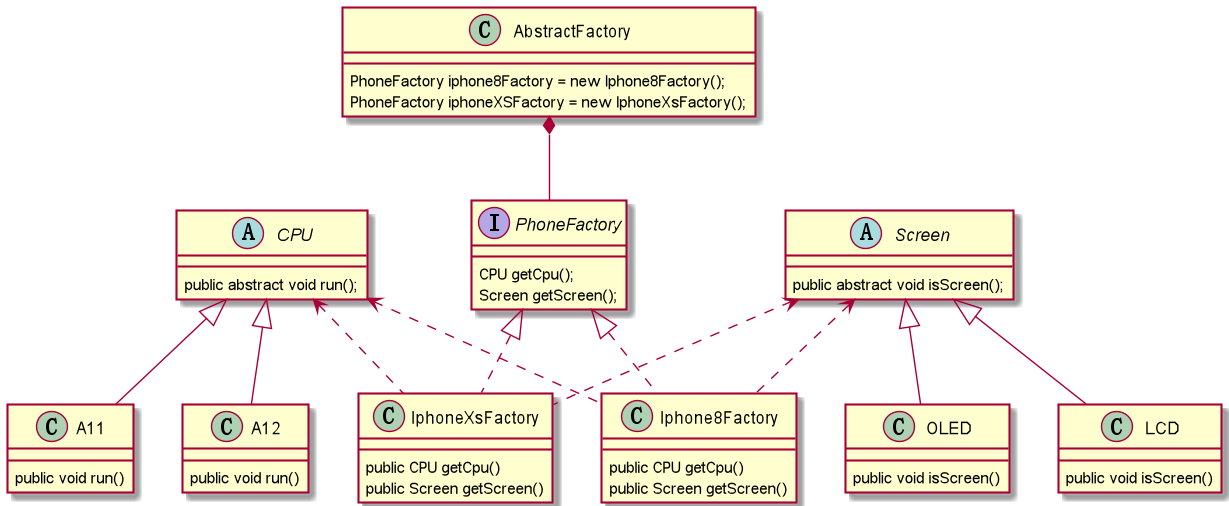 C AbstractFactory
PhoneFactory iphone8Factory = new Iphone8Factory();
PhoneFactory iphoneXSFactory = new IphoneXsFactory();
A CPU
public abstract void run();
I PhoneFactory
CPU getCpu();
Screen getScreen();
A Screen
public abstract void isScreen();
C A11
public void run()
C A12
public void run()
C IphoneXsFactory
public CPU getCpu()
public Screen getScreen()
C Iphone8Factory
public CPU getCpu()
public Screen getScreen()
C OLED
public void isScreen()
C LCD
public void isScreen()